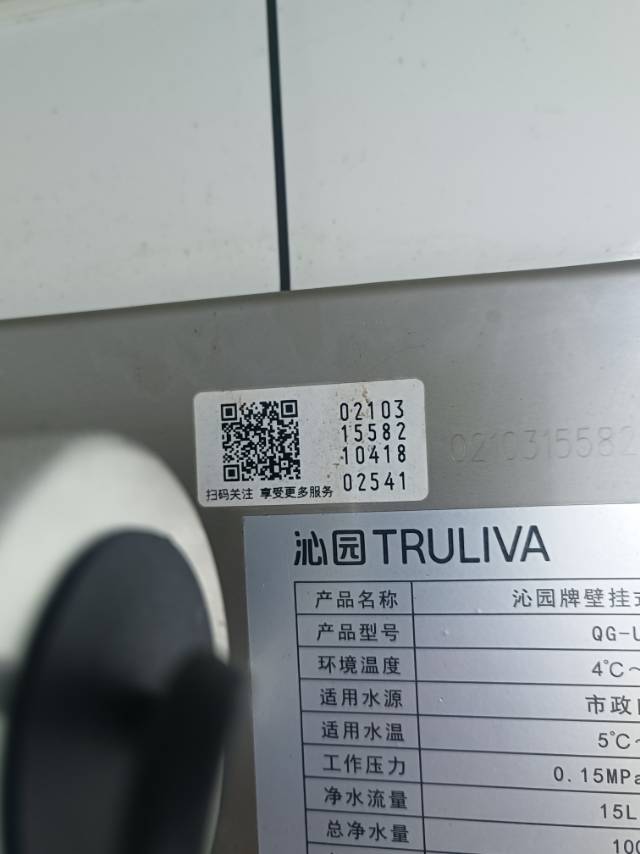 02103
15582
10418
02541
扫码关注 享受更多服务
0210315582
沁园TRULIVA
产品名称 沁园牌壁挂式
产品型号 QG-U
环境温度 4℃~
适用水源 市政自
适用水温 5℃~
工作压力 0.15MPa
净水流量 15L
总净水量 100